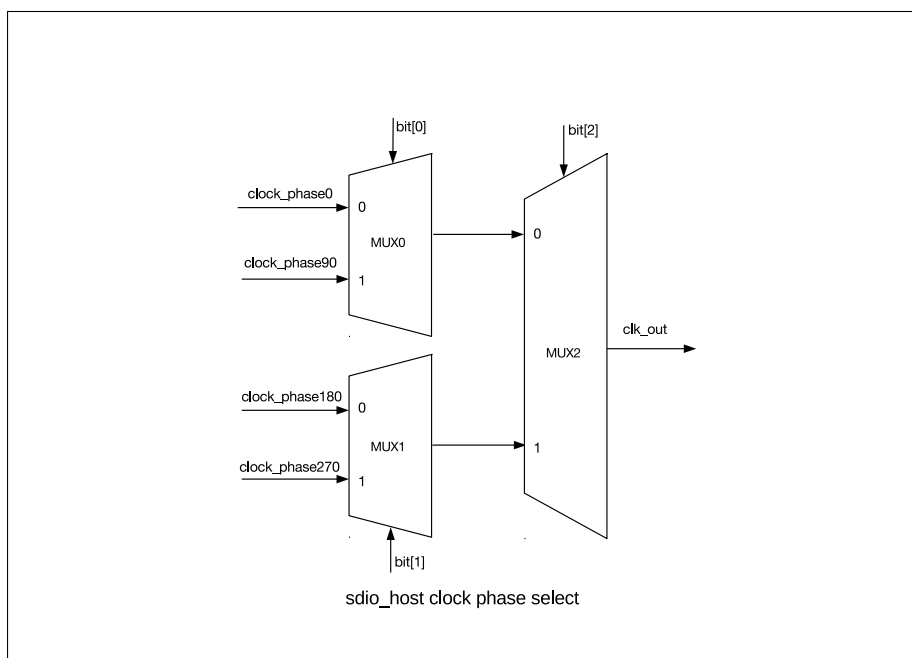 bit[0]
bit[2]
clock_phase0
0
MUX0
0
clock_phase90
1
clk_out
MUX2
clock_phase180
0
MUX1
1
clock_phase270
1
bit[1]
sdio_host clock phase select